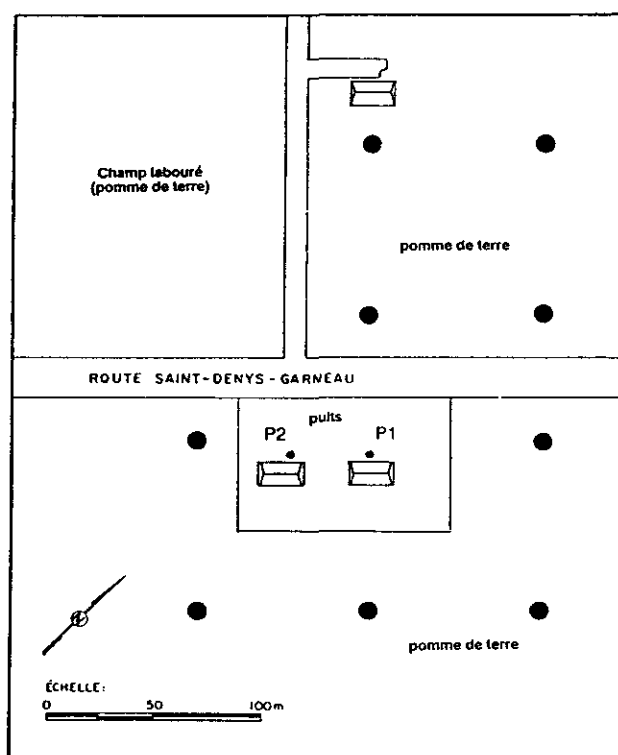 Champ labouré
(pomme de terre)
pomme de terre
ROUTE SAINT-DENYS-GARNEAU
puits
P2
P1
pomme de terre
N
ÉCHELLE:
0 50 100 m